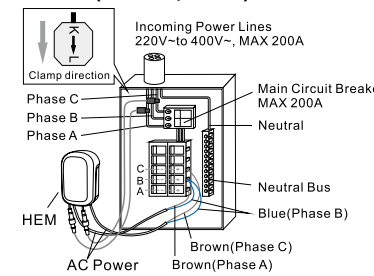 Incoming Power Lines
220V~to 400V~, MAX 200A
K
L
Clamp direction
Main Circuit Breake
MAX 200A
Phase C
Phase B
Phase A
Neutral
C
B
A
Neutral Bus
HEM
Blue(Phase B)
Brown(Phase C)
AC Power
Brown(Phase A)